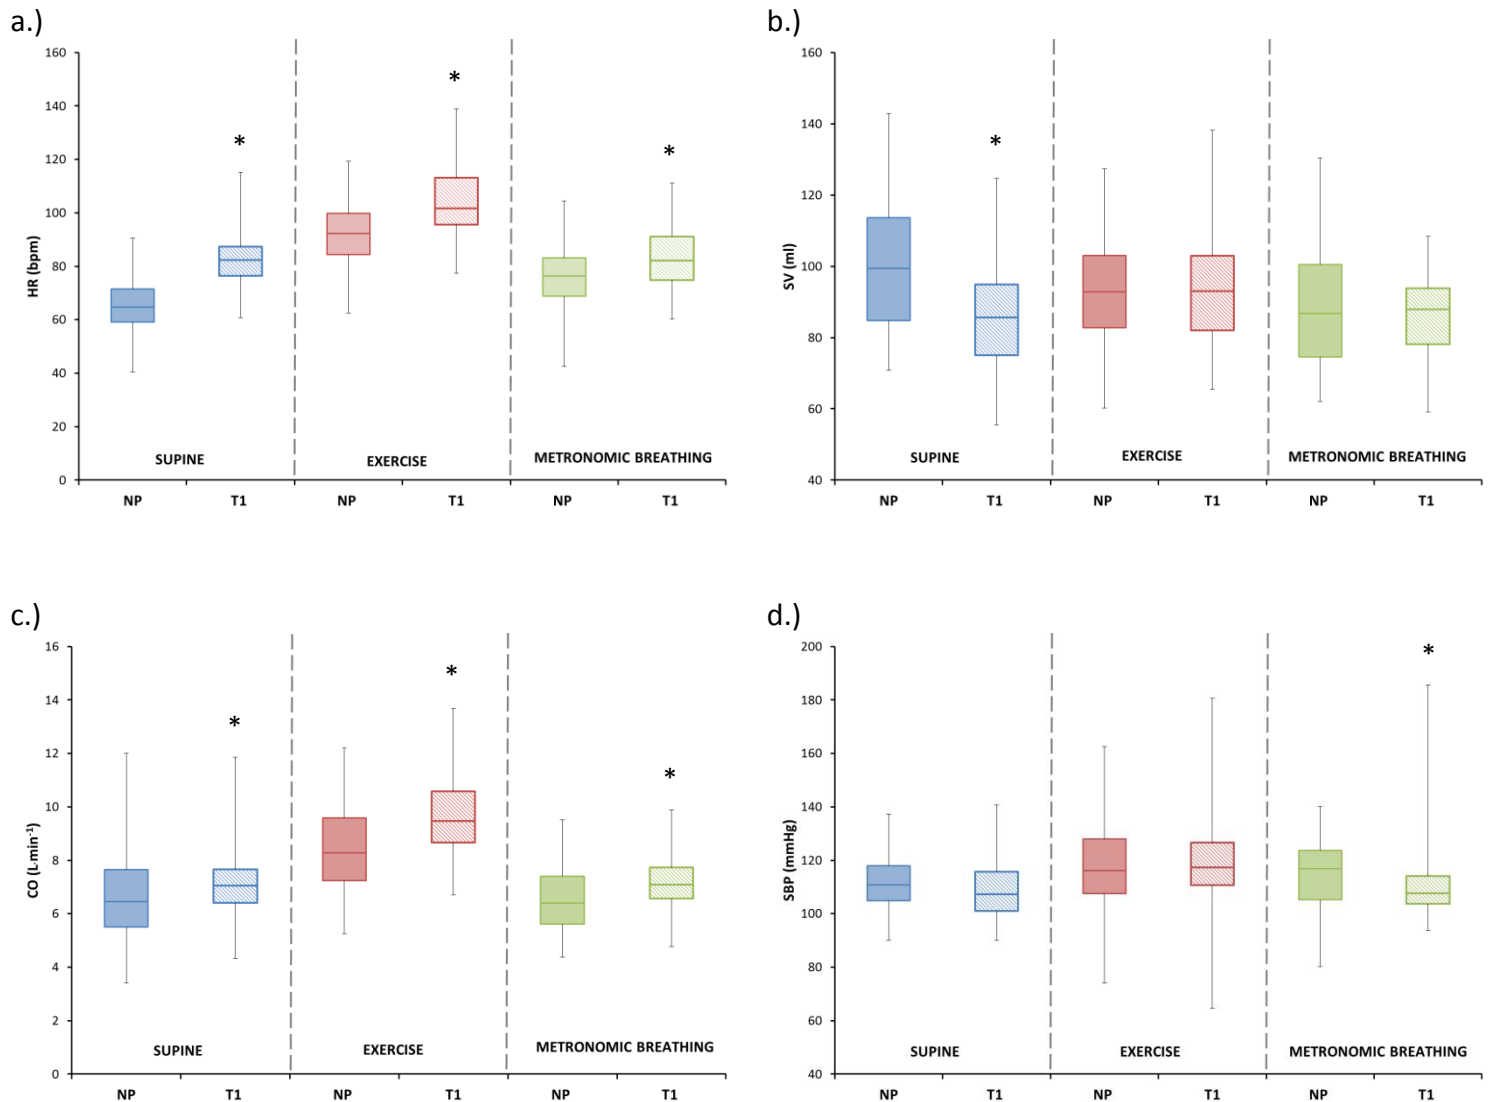 a.)
160
140
120
100
80
60
40
20
0
HR (bpm)
*
*
*
SUPINE
EXERCISE
METRONOMIC BREATHING
NP T1 NP T1 NP T1
b.)
160
140
120
100
80
60
40
SV (ml)
*
SUPINE
EXERCISE
METRONOMIC BREATHING
NP T1 NP T1 NP T1
c.)
16
14
12
10
8
6
4
2
0
CO (L·min⁻¹)
*
*
*
SUPINE
EXERCISE
METRONOMIC BREATHING
NP T1 NP T1 NP T1
d.)
200
180
160
140
120
100
80
60
40
SBP (mmHg)
*
SUPINE
EXERCISE
METRONOMIC BREATHING
NP T1 NP T1 NP T1